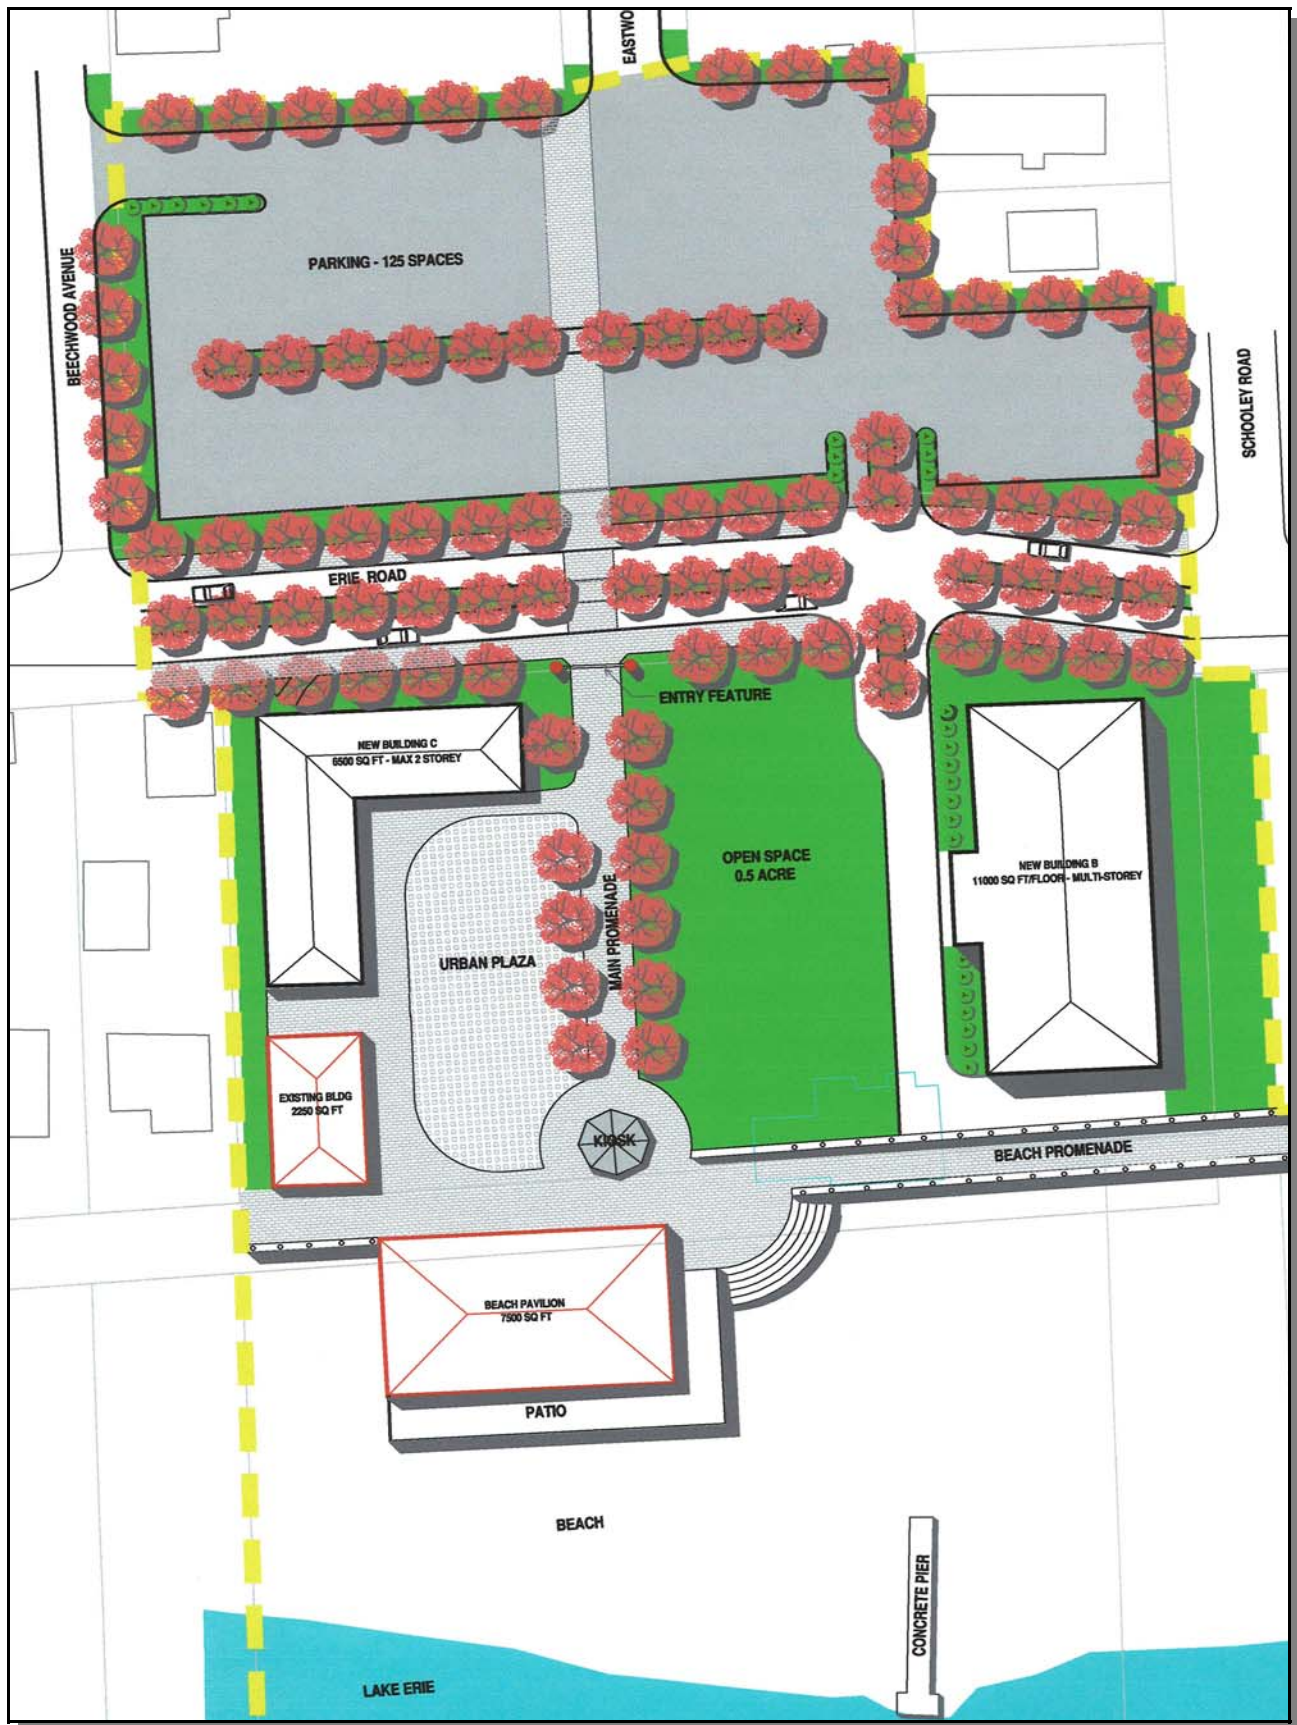 EASTWO
PARKING - 125 SPACES
BEECHWOOD AVENUE
SCHOOLEY ROAD
ERIE ROAD
ENTRY FEATURE
NEW BUILDING C
6500 SQ FT - MAX 2 STOREY
OPEN SPACE
0.5 ACRE
NEW BUILDING B
11000 SQ FT/FLOOR - MULTI-STOREY
MAIN PROMENADE
URBAN PLAZA
EXISTING BLDG
2250 SQ FT
KIOSK
BEACH PROMENADE
BEACH PAVILION
7500 SQ FT
PATIO
BEACH
CONCRETE PIER
LAKE ERIE